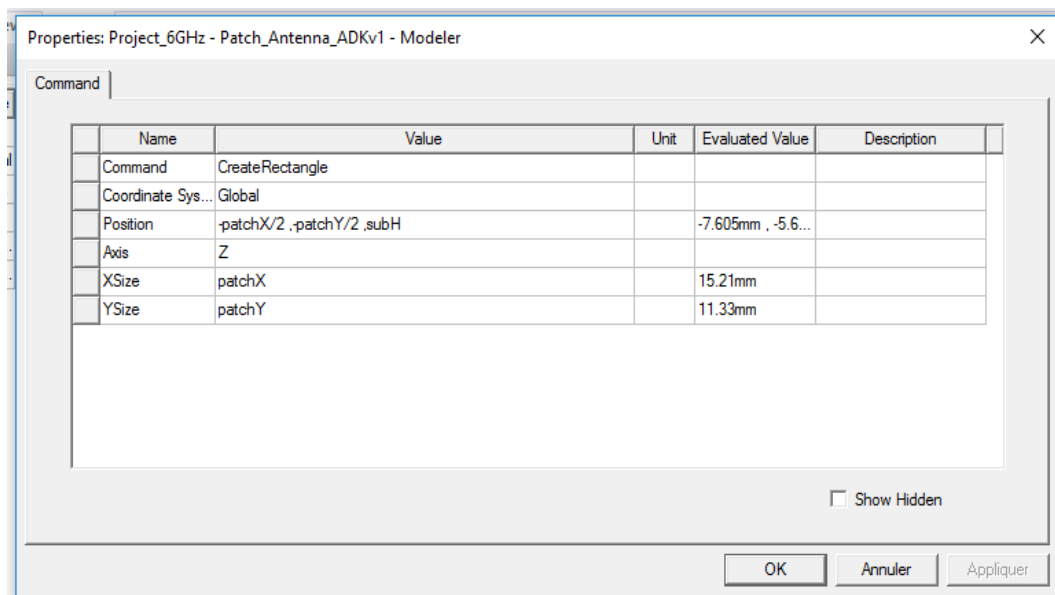 Properties: Project_6GHz - Patch_Antenna_ADKv1 - Modeler
Command
Name Value Unit Evaluated Value Description
Command CreateRectangle
Coordinate Sys... Global
Position -patchX/2 ,-patchY/2 ,subH -7.605mm , -5.6...
Axis Z
XSize patchX 15.21mm
YSize patchY 11.33mm
Show Hidden
OK Annuler Appliquer